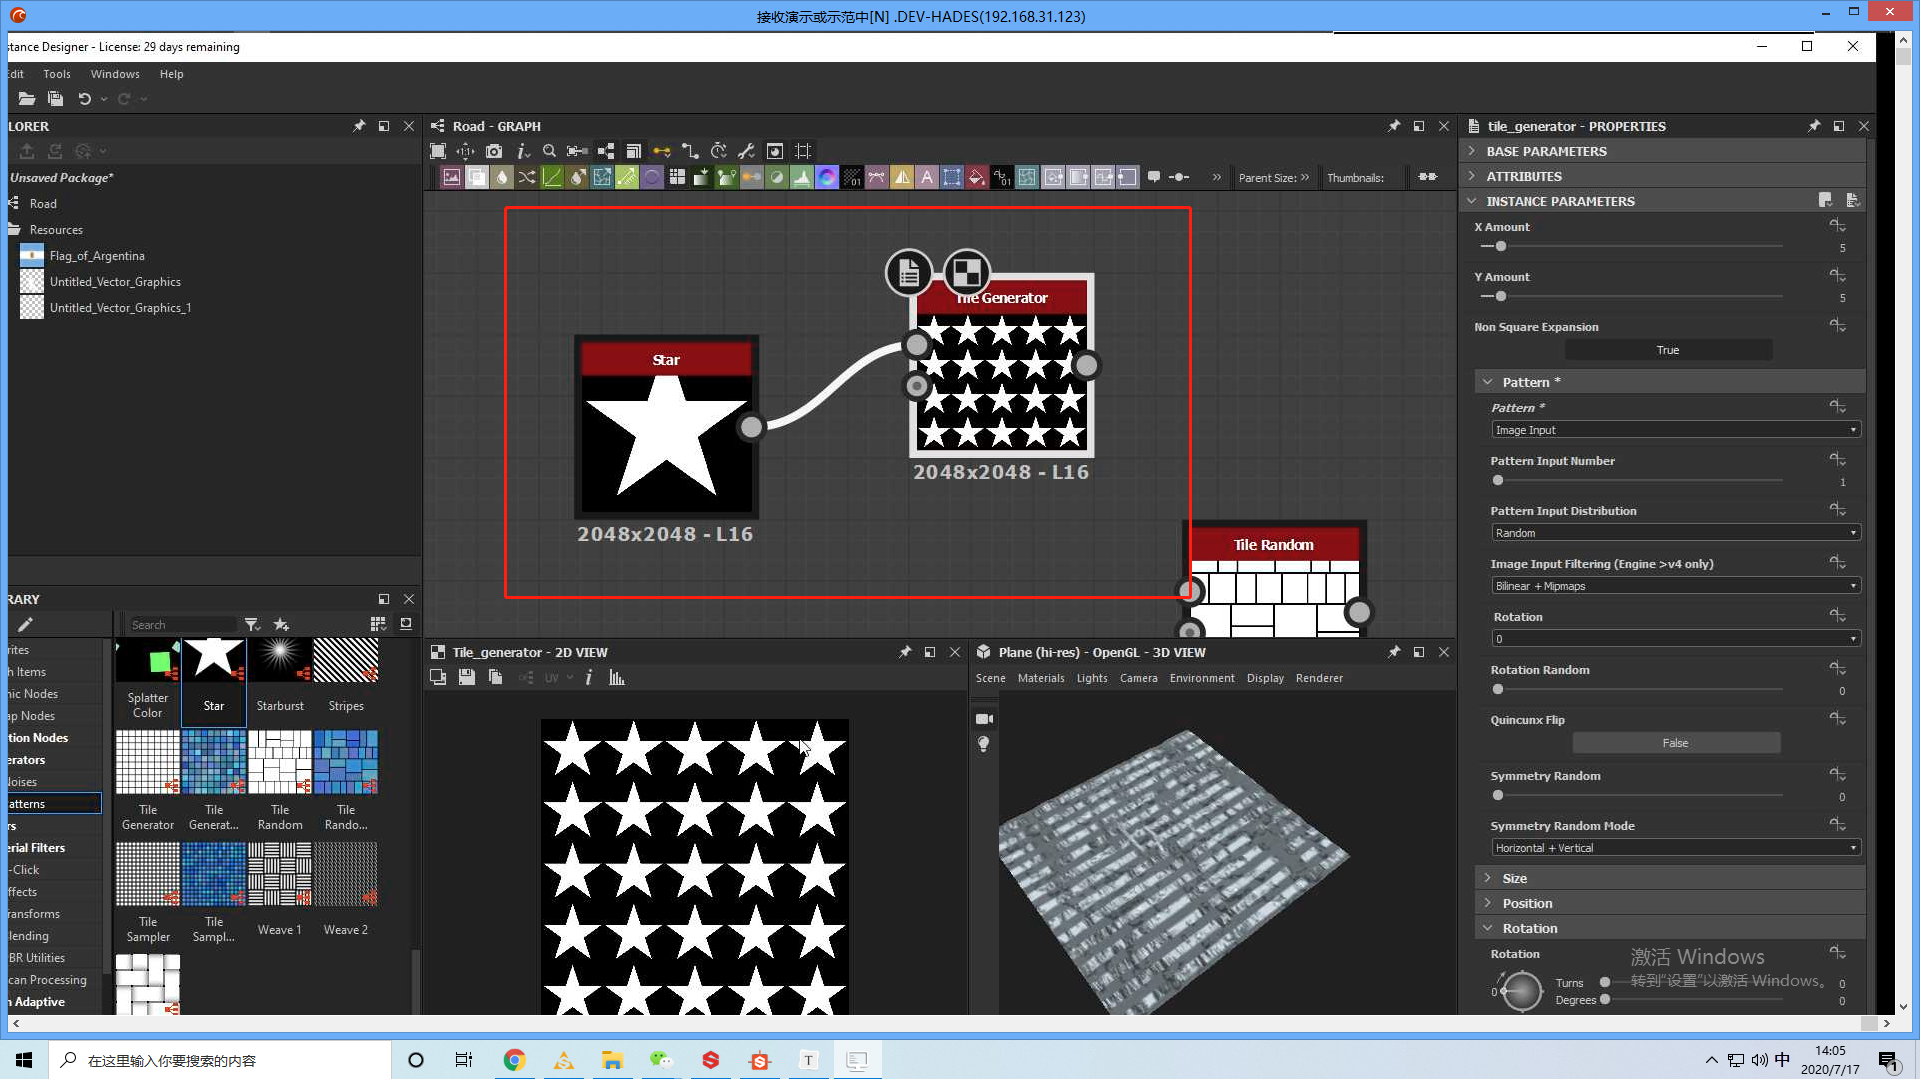 接收演示或示范中[N] .DEV-HADES(192.168.31.123)
stance Designer - License: 29 days remaining
Edit Tools Windows Help
LORER
Unsaved Package*
Road
Resources
Flag_of_Argentina
Untitled_Vector_Graphics
Untitled_Vector_Graphics_1
Road - GRAPH
Parent Size: >>
Thumbnails:
Star
2048x2048 - L16
Tile Generator
2048x2048 - L16
Tile Random
RARY
Search
rites
h Items
nic Nodes
ap Nodes
tion Nodes
erators
Noises
atterns
rs
erial Filters
-Click
ffects
ransforms
lending
BR Utilities
can Processing
n Adaptive
Splatter Color
Star
Starburst
Stripes
Tile Generator
Tile Generat...
Tile Random
Tile Rando...
Tile Sampler
Tile Sampl...
Weave 1
Weave 2
Tile_generator - 2D VIEW
UV
Plane (hi-res) - OpenGL - 3D VIEW
Scene Materials Lights Camera Environment Display Renderer
tile_generator - PROPERTIES
BASE PARAMETERS
ATTRIBUTES
INSTANCE PARAMETERS
X Amount
5
Y Amount
5
Non Square Expansion
True
Pattern *
Pattern *
Image Input
Pattern Input Number
1
Pattern Input Distribution
Random
Image Input Filtering (Engine >v4 only)
Bilinear + Mipmaps
Rotation
0
Rotation Random
0
Quincunx Flip
False
Symmetry Random
0
Symmetry Random Mode
Horizontal + Vertical
Size
Position
Rotation
Rotation
0
Turns
0
Degrees
0
激活 Windows
转到"设置"以激活 Windows。
在这里输入你要搜索的内容
中
14:05
2020/7/17
1